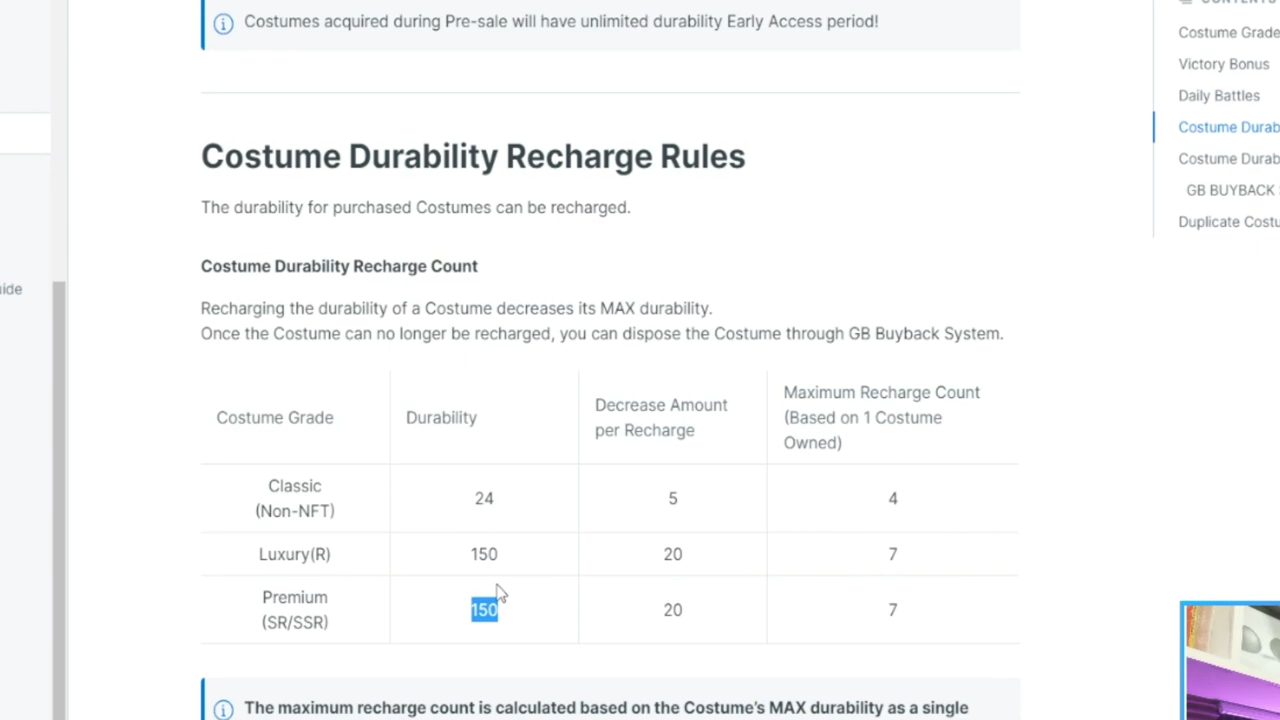 Costumes acquired during Pre-sale will have unlimited durability Early Access period!
Costume Grade
Victory Bonus
Daily Battles
Costume
Costume
GB BUYBACK
Duplicate
Costume Durability Recharge Rules
The durability for purchased Costumes can be recharged.
Costume Durability Recharge Count
Recharging the durability of a Costume decreases its MAX durability.
Once the Costume can no longer be recharged, you can dispose the Costume through GB Buyback System.
Costume Grade
Durability
Decrease Amount
per Recharge
Maximum Recharge Count
(Based on 1 Costume
Owned)
Classic
(Non-NFT)
24
5
4
Luxury(R)
150
20
7
Premium
(SR/SSR)
150
20
7
The maximum recharge count is calculated based on the Costume's MAX durability as a single